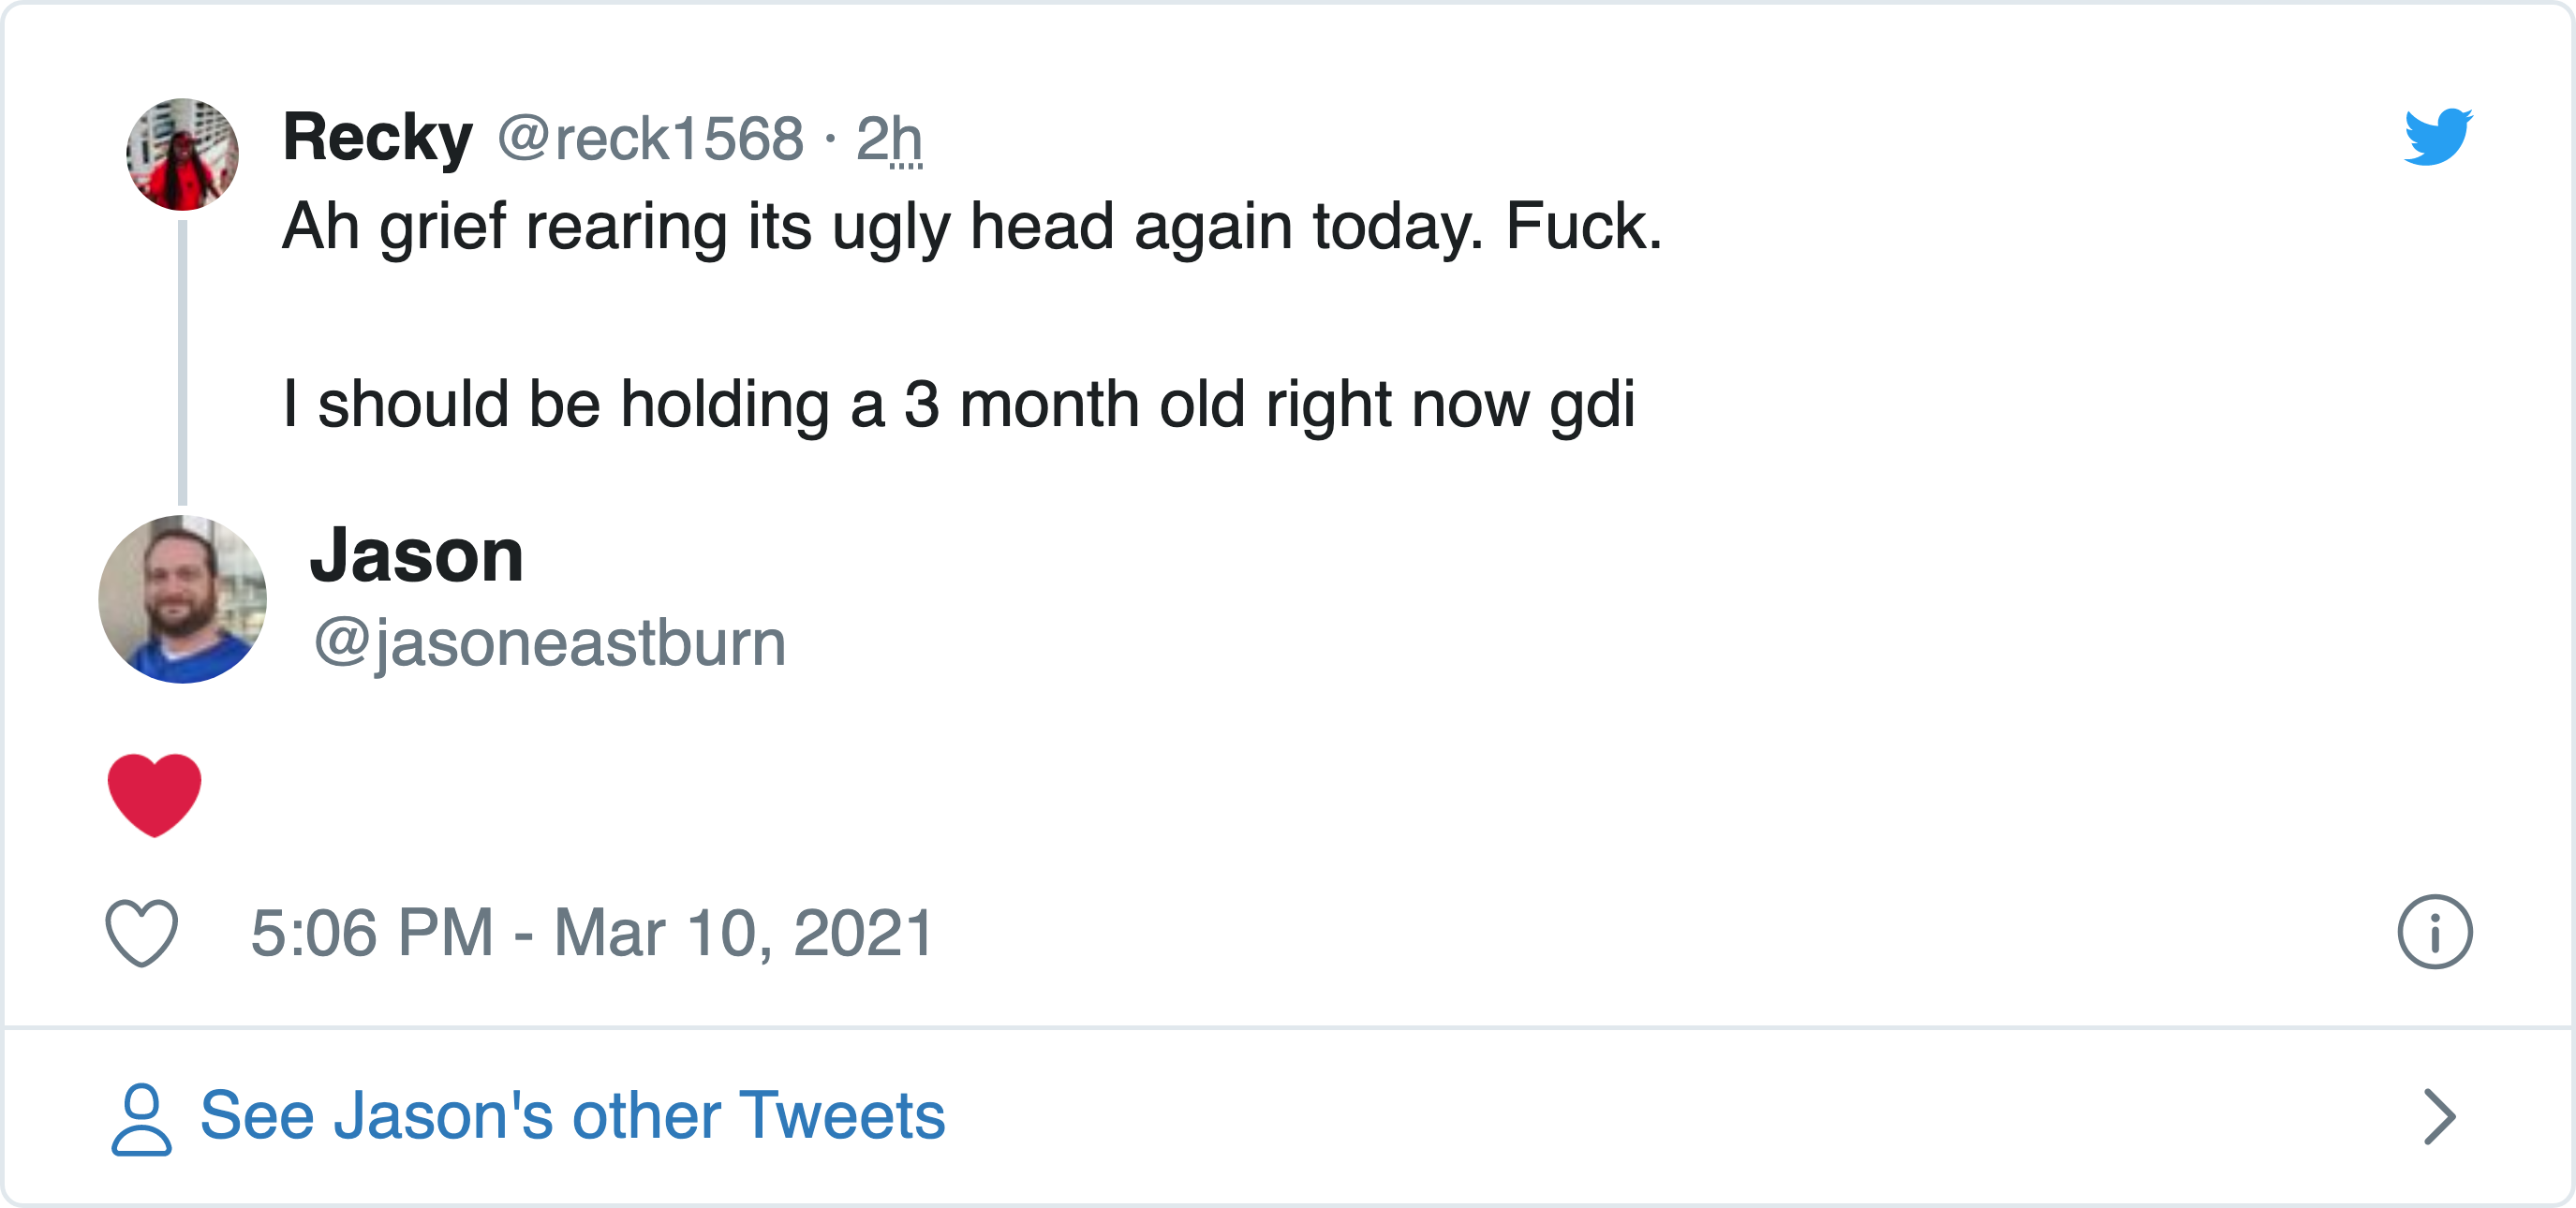 Recky @reck1568 · 2h
Ah grief rearing its ugly head again today. Fuck.
I should be holding a 3 month old right now gdi
Jason
@jasoneastburn
❤️
5:06 PM - Mar 10, 2021
See Jason's other Tweets